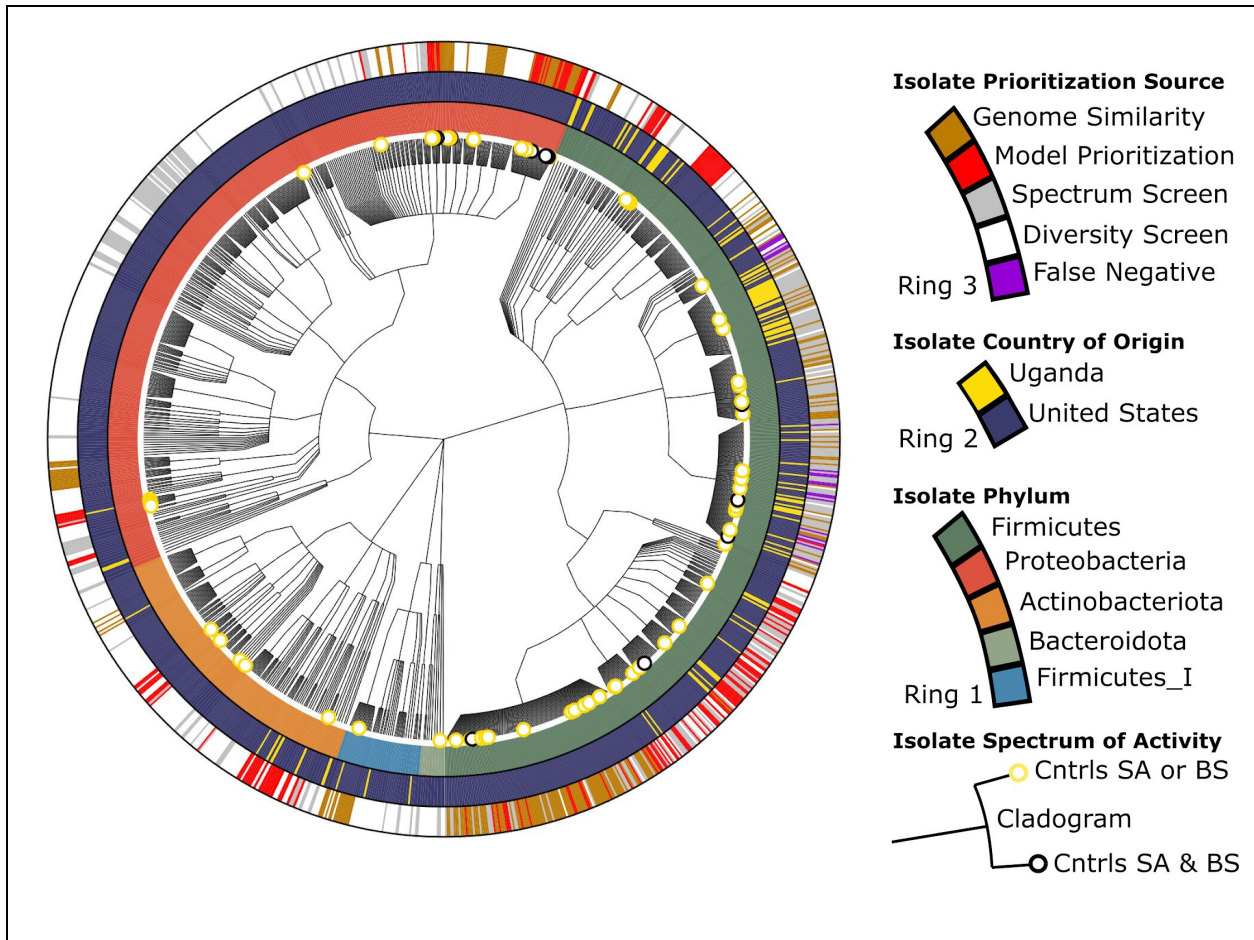 Isolate Prioritization Source
Genome Similarity
Model Prioritization
Spectrum Screen
Diversity Screen
False Negative
Ring 3
Isolate Country of Origin
Uganda
United States
Ring 2
Isolate Phylum
Firmicutes
Proteobacteria
Actinobacteriota
Bacteroidota
Firmicutes_I
Ring 1
Isolate Spectrum of Activity
Cntrls SA or BS
Cladogram
Cntrls SA & BS